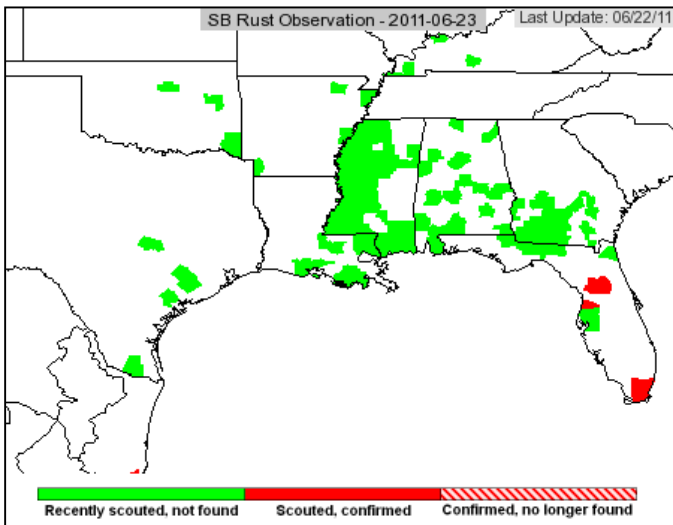 SB Rust Observation - 2011-06-23
Last Update: 06/22/11
Recently scouted, not found
Scouted, confirmed
Confirmed, no longer found